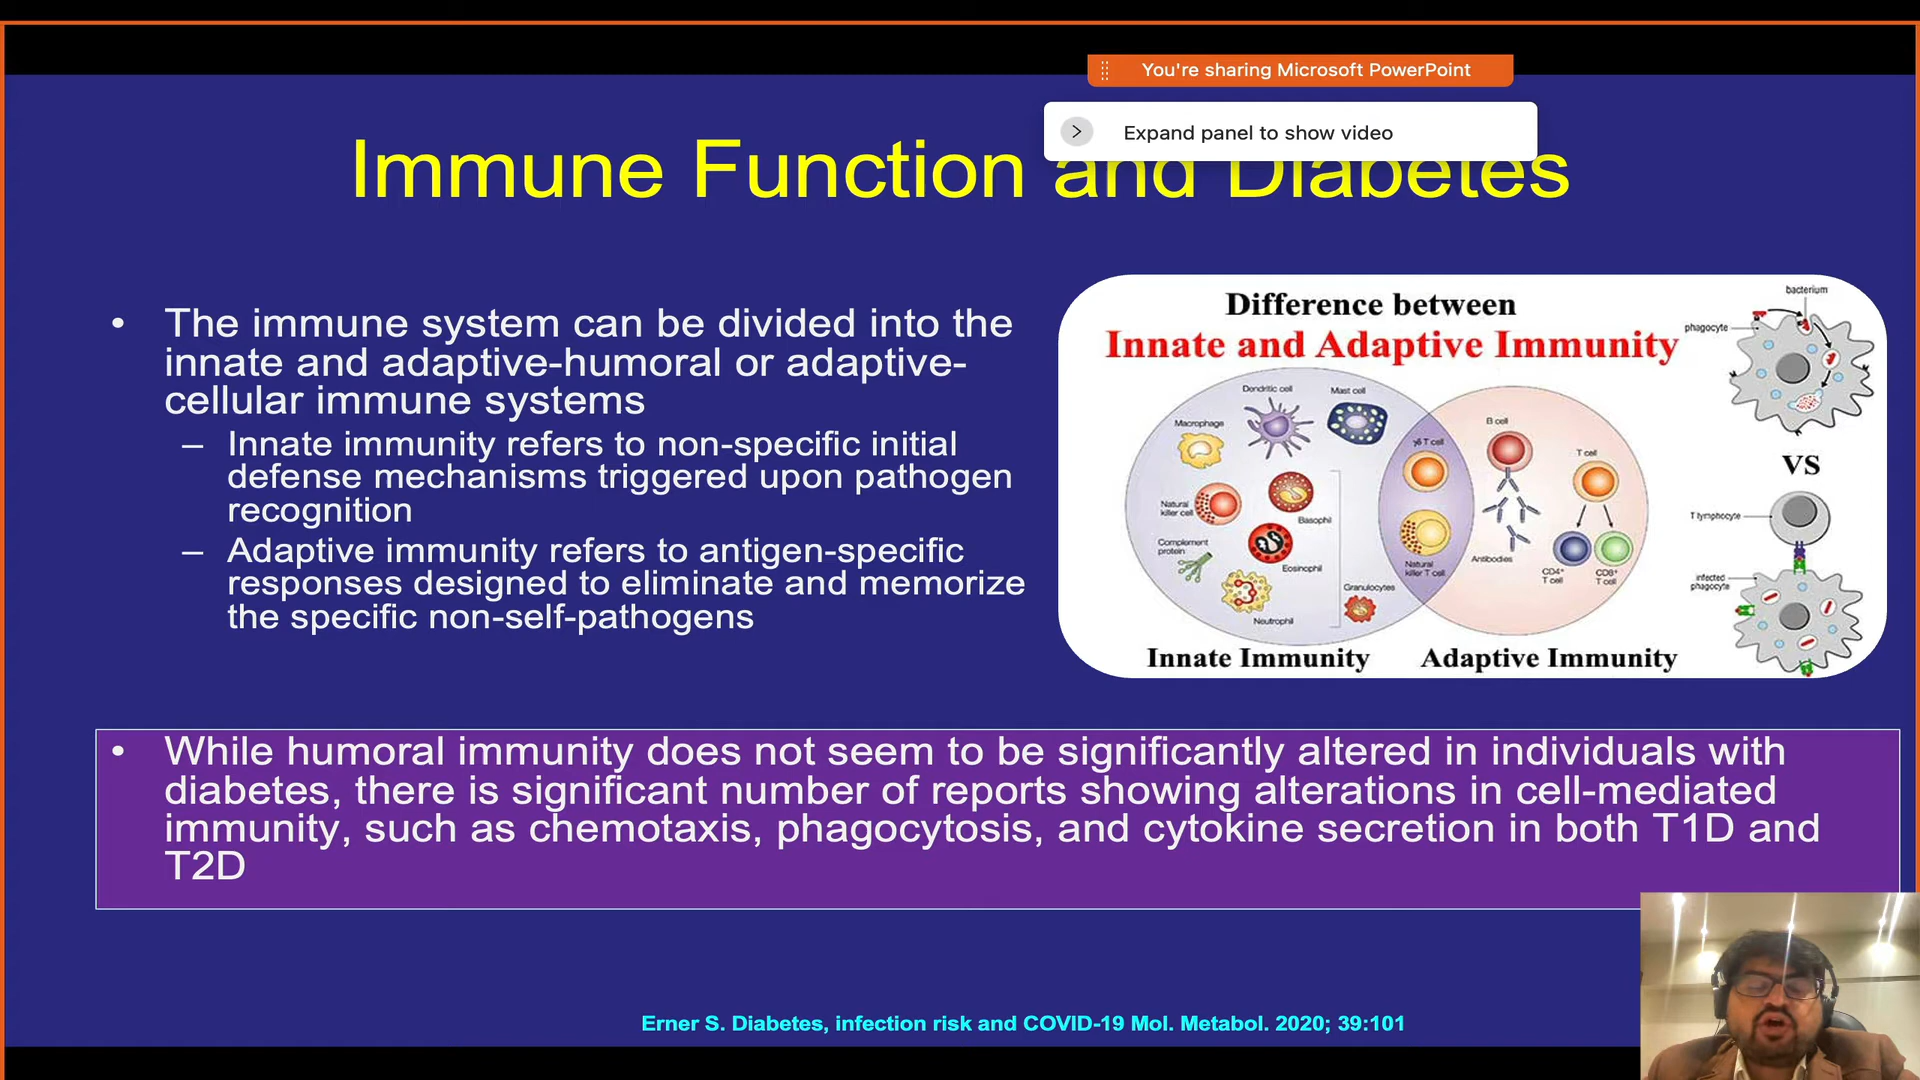 You're sharing Microsoft PowerPoint
Expand panel to show video
Immune Function and Diabetes
• The immune system can be divided into the
innate and adaptive-humoral or adaptive-
cellular immune systems
– Innate immunity refers to non-specific initial
defense mechanisms triggered upon pathogen
recognition
– Adaptive immunity refers to antigen-specific
responses designed to eliminate and memorize
the specific non-self-pathogens
Difference between
Innate and Adaptive Immunity
Dendritic cell
Mast cell
Macrophage
γδ T cell
B cell
T cell
Natural
killer cell
Basophil
Complement
protein
Eosinophil
Granulocytes
Neutrophil
Natural
killer T cell
Antibodies
CD4+
T cell
CD8+
T cell
Innate Immunity
Adaptive Immunity
bacterium
phagocyte
VS
T lymphocyte
infected
phagocyte
• While humoral immunity does not seem to be significantly altered in individuals with
diabetes, there is significant number of reports showing alterations in cell-mediated
immunity, such as chemotaxis, phagocytosis, and cytokine secretion in both T1D and
T2D
Erner S. Diabetes, infection risk and COVID-19 Mol. Metabol. 2020; 39:101